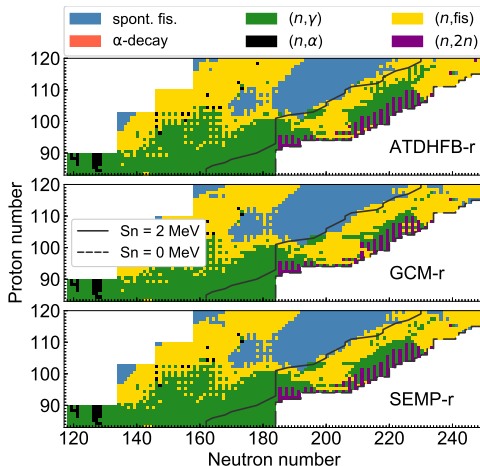 spont. fis. (n,γ) (n,fis)
α-decay (n,α) (n,2n)
120
110
100
90
ATDHFB-r
120
110
100
90
Sn = 2 MeV
Sn = 0 MeV
GCM-r
120
110
100
90
SEMP-r
Proton number
120 140 160 180 200 220 240
Neutron number